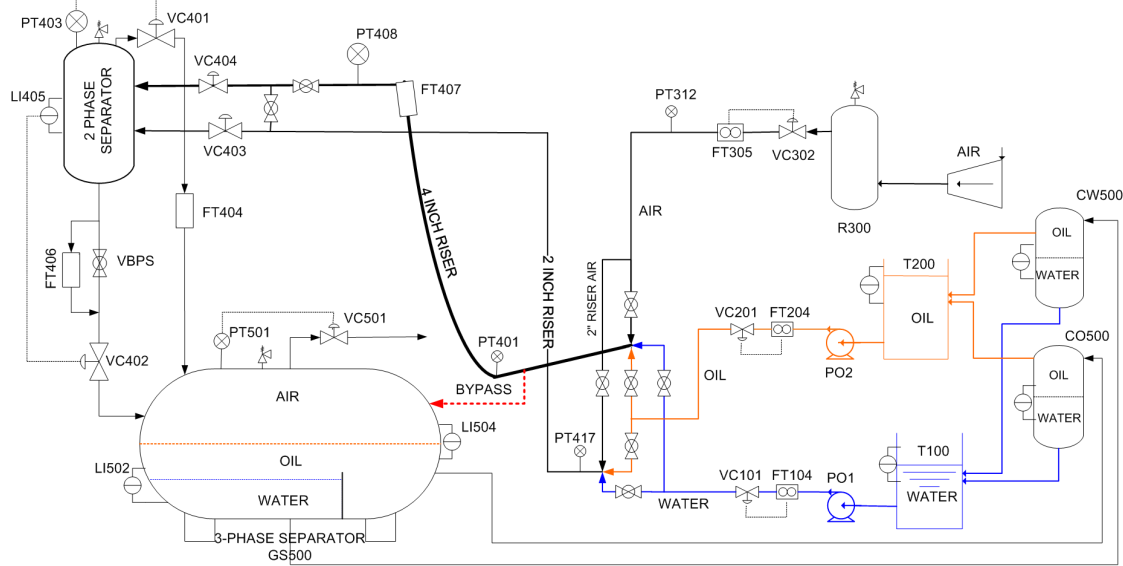 PT403
VC401
PT408
VC404
LI405
2 PHASE
SEPARATOR
FT407
VC403
PT312
FT305
VC302
AIR
R300
CW500
OIL
WATER
FT404
4 INCH RISER
AIR
FT406
VBPS
2 INCH RISER
2" RISER AIR
T200
OIL
VC201
FT204
PO2
CO500
OIL
WATER
PT501
VC501
VC402
PT401
BYPASS
OIL
AIR
PT417
LI504
LI502
OIL
WATER
VC101
FT104
PO1
T100
WATER
WATER
3-PHASE SEPARATOR
GS500